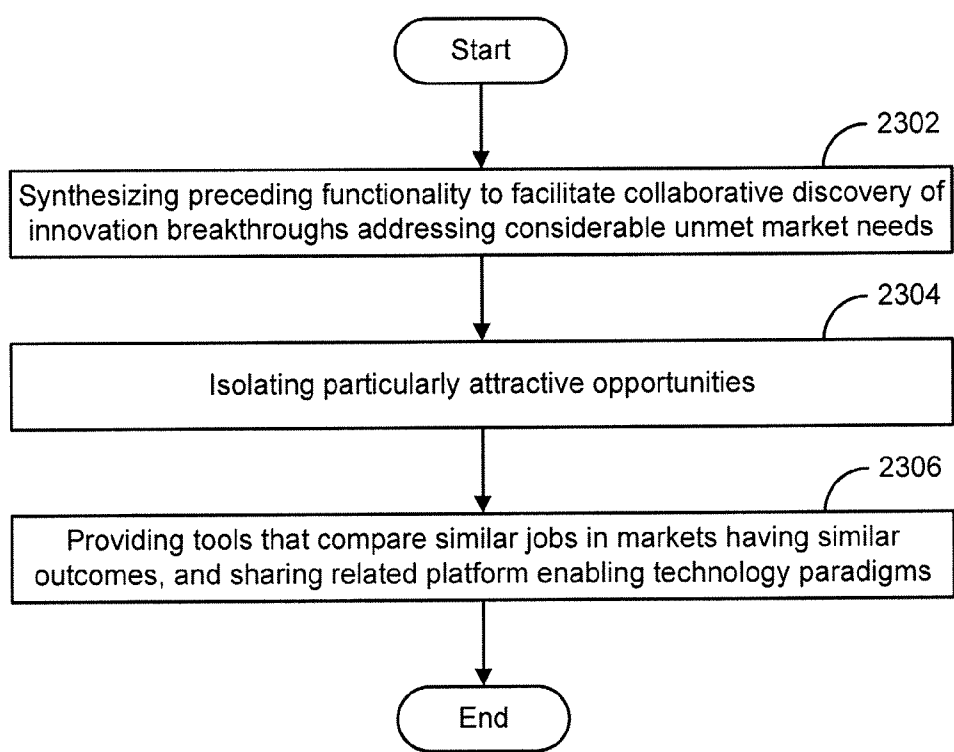 Start
2302
Synthesizing preceding functionality to facilitate collaborative discovery of
innovation breakthroughs addressing considerable unmet market needs
2304
Isolating particularly attractive opportunities
2306
Providing tools that compare similar jobs in markets having similar
outcomes, and sharing related platform enabling technology paradigms
End